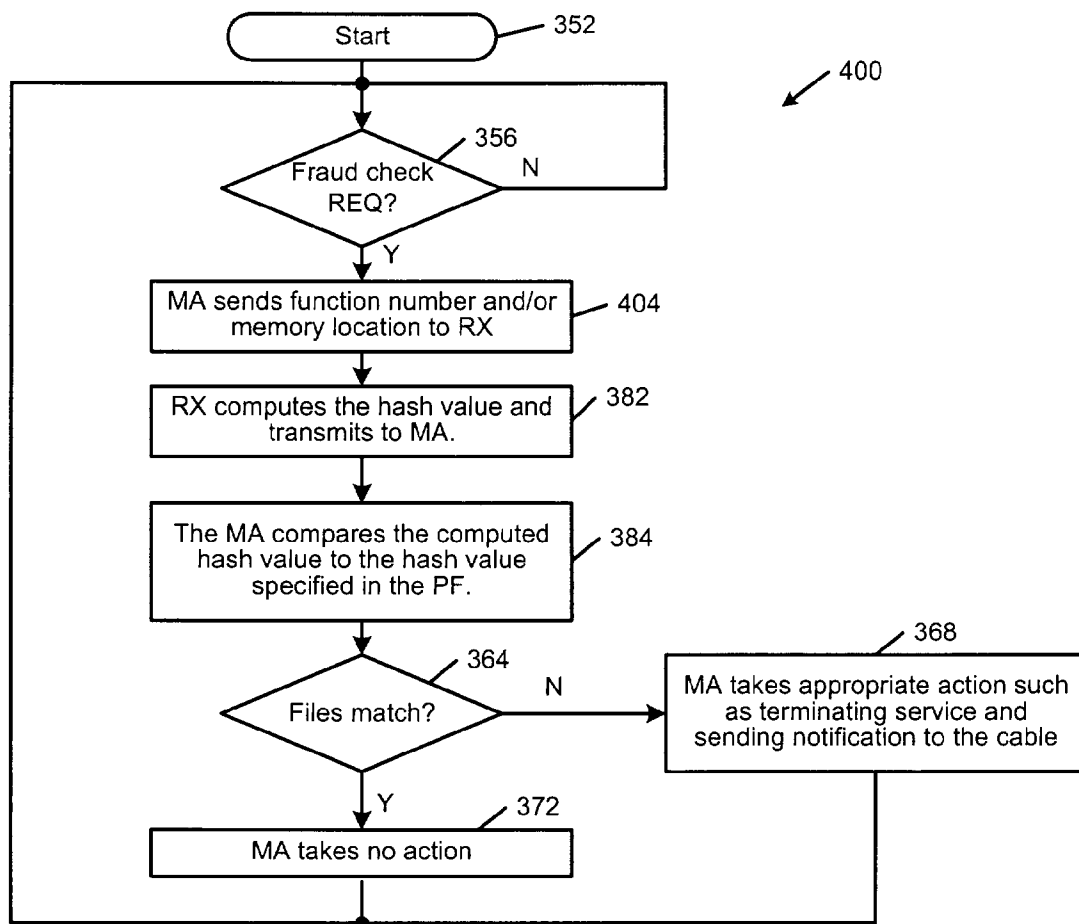 Start
352
400
356
Fraud check
REQ?
N
Y
MA sends function number and/or
memory location to RX
404
RX computes the hash value and
transmits to MA.
382
The MA compares the computed
hash value to the hash value
specified in the PF.
384
364
Files match?
N
368
MA takes appropriate action such
as terminating service and
sending notification to the cable
Y
372
MA takes no action